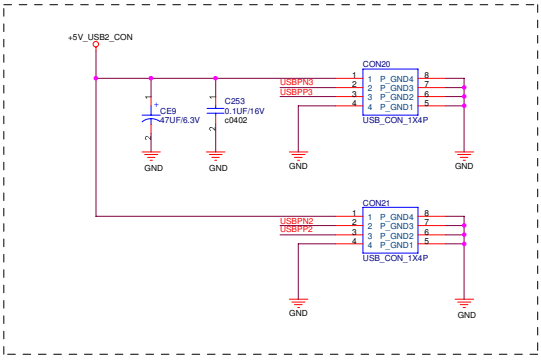 +5V_USB2_CON
CON20
1 1 P_GND4 8
USBPN3 2 2 P_GND3 7
USBPP3 3 3 P_GND2 6
4 4 P_GND1 5
USB_CON_1X4P
1 + CE9 47UF/6.3V 2
1 C253 0.1UF/16V c0402 2
GND GND GND GND
CON21
1 1 P_GND4 8
USBPN2 2 2 P_GND3 7
USBPP2 3 3 P_GND2 6
4 4 P_GND1 5
USB_CON_1X4P
GND GND